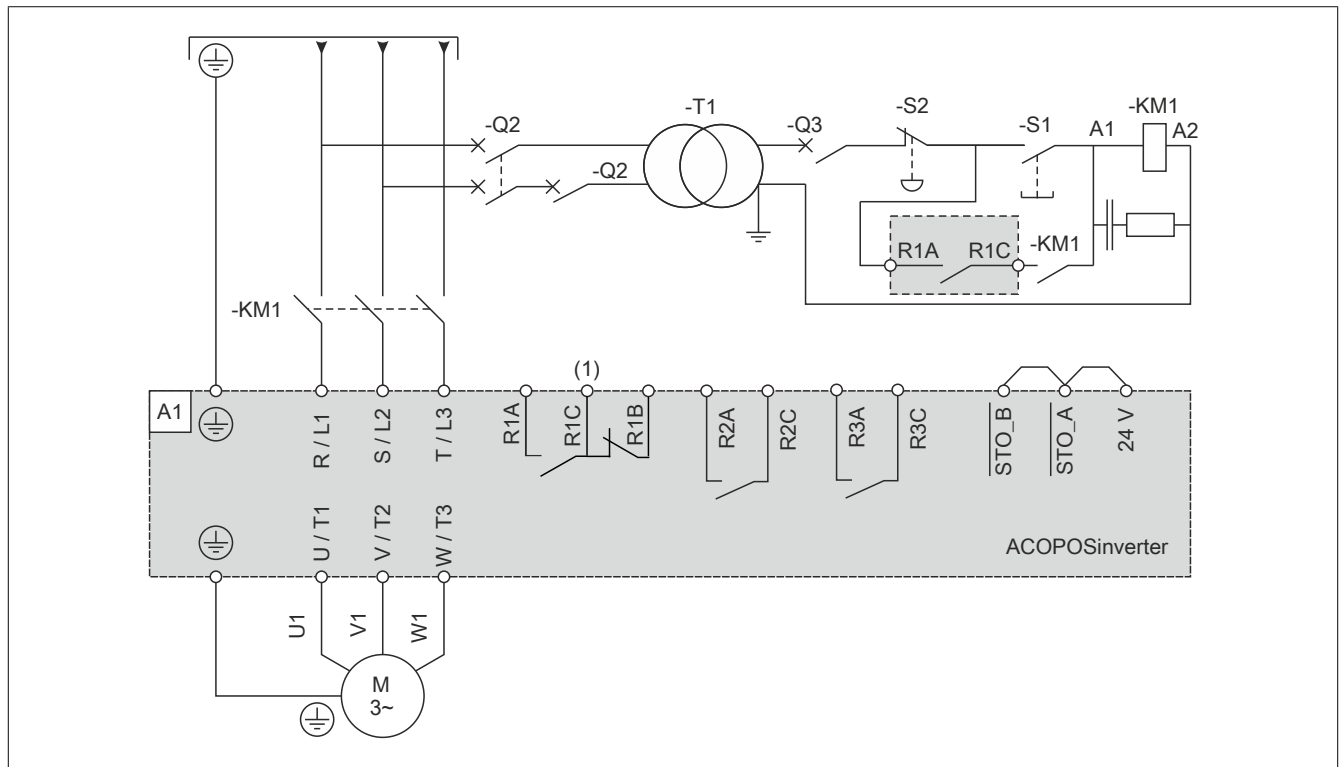 -T1
-S2
-KM1
-Q2
-Q3
-S1
A1
A2
-Q2
R1A
R1C
-KM1
-KM1
(1)
A1
R / L1
S / L2
T / L3
R1A
R1C
R1B
R2A
R2C
R3A
R3C
STO_B
STO_A
24 V
U / T1
V / T2
W / T3
ACOPOSinverter
U1
V1
W1
M
3~